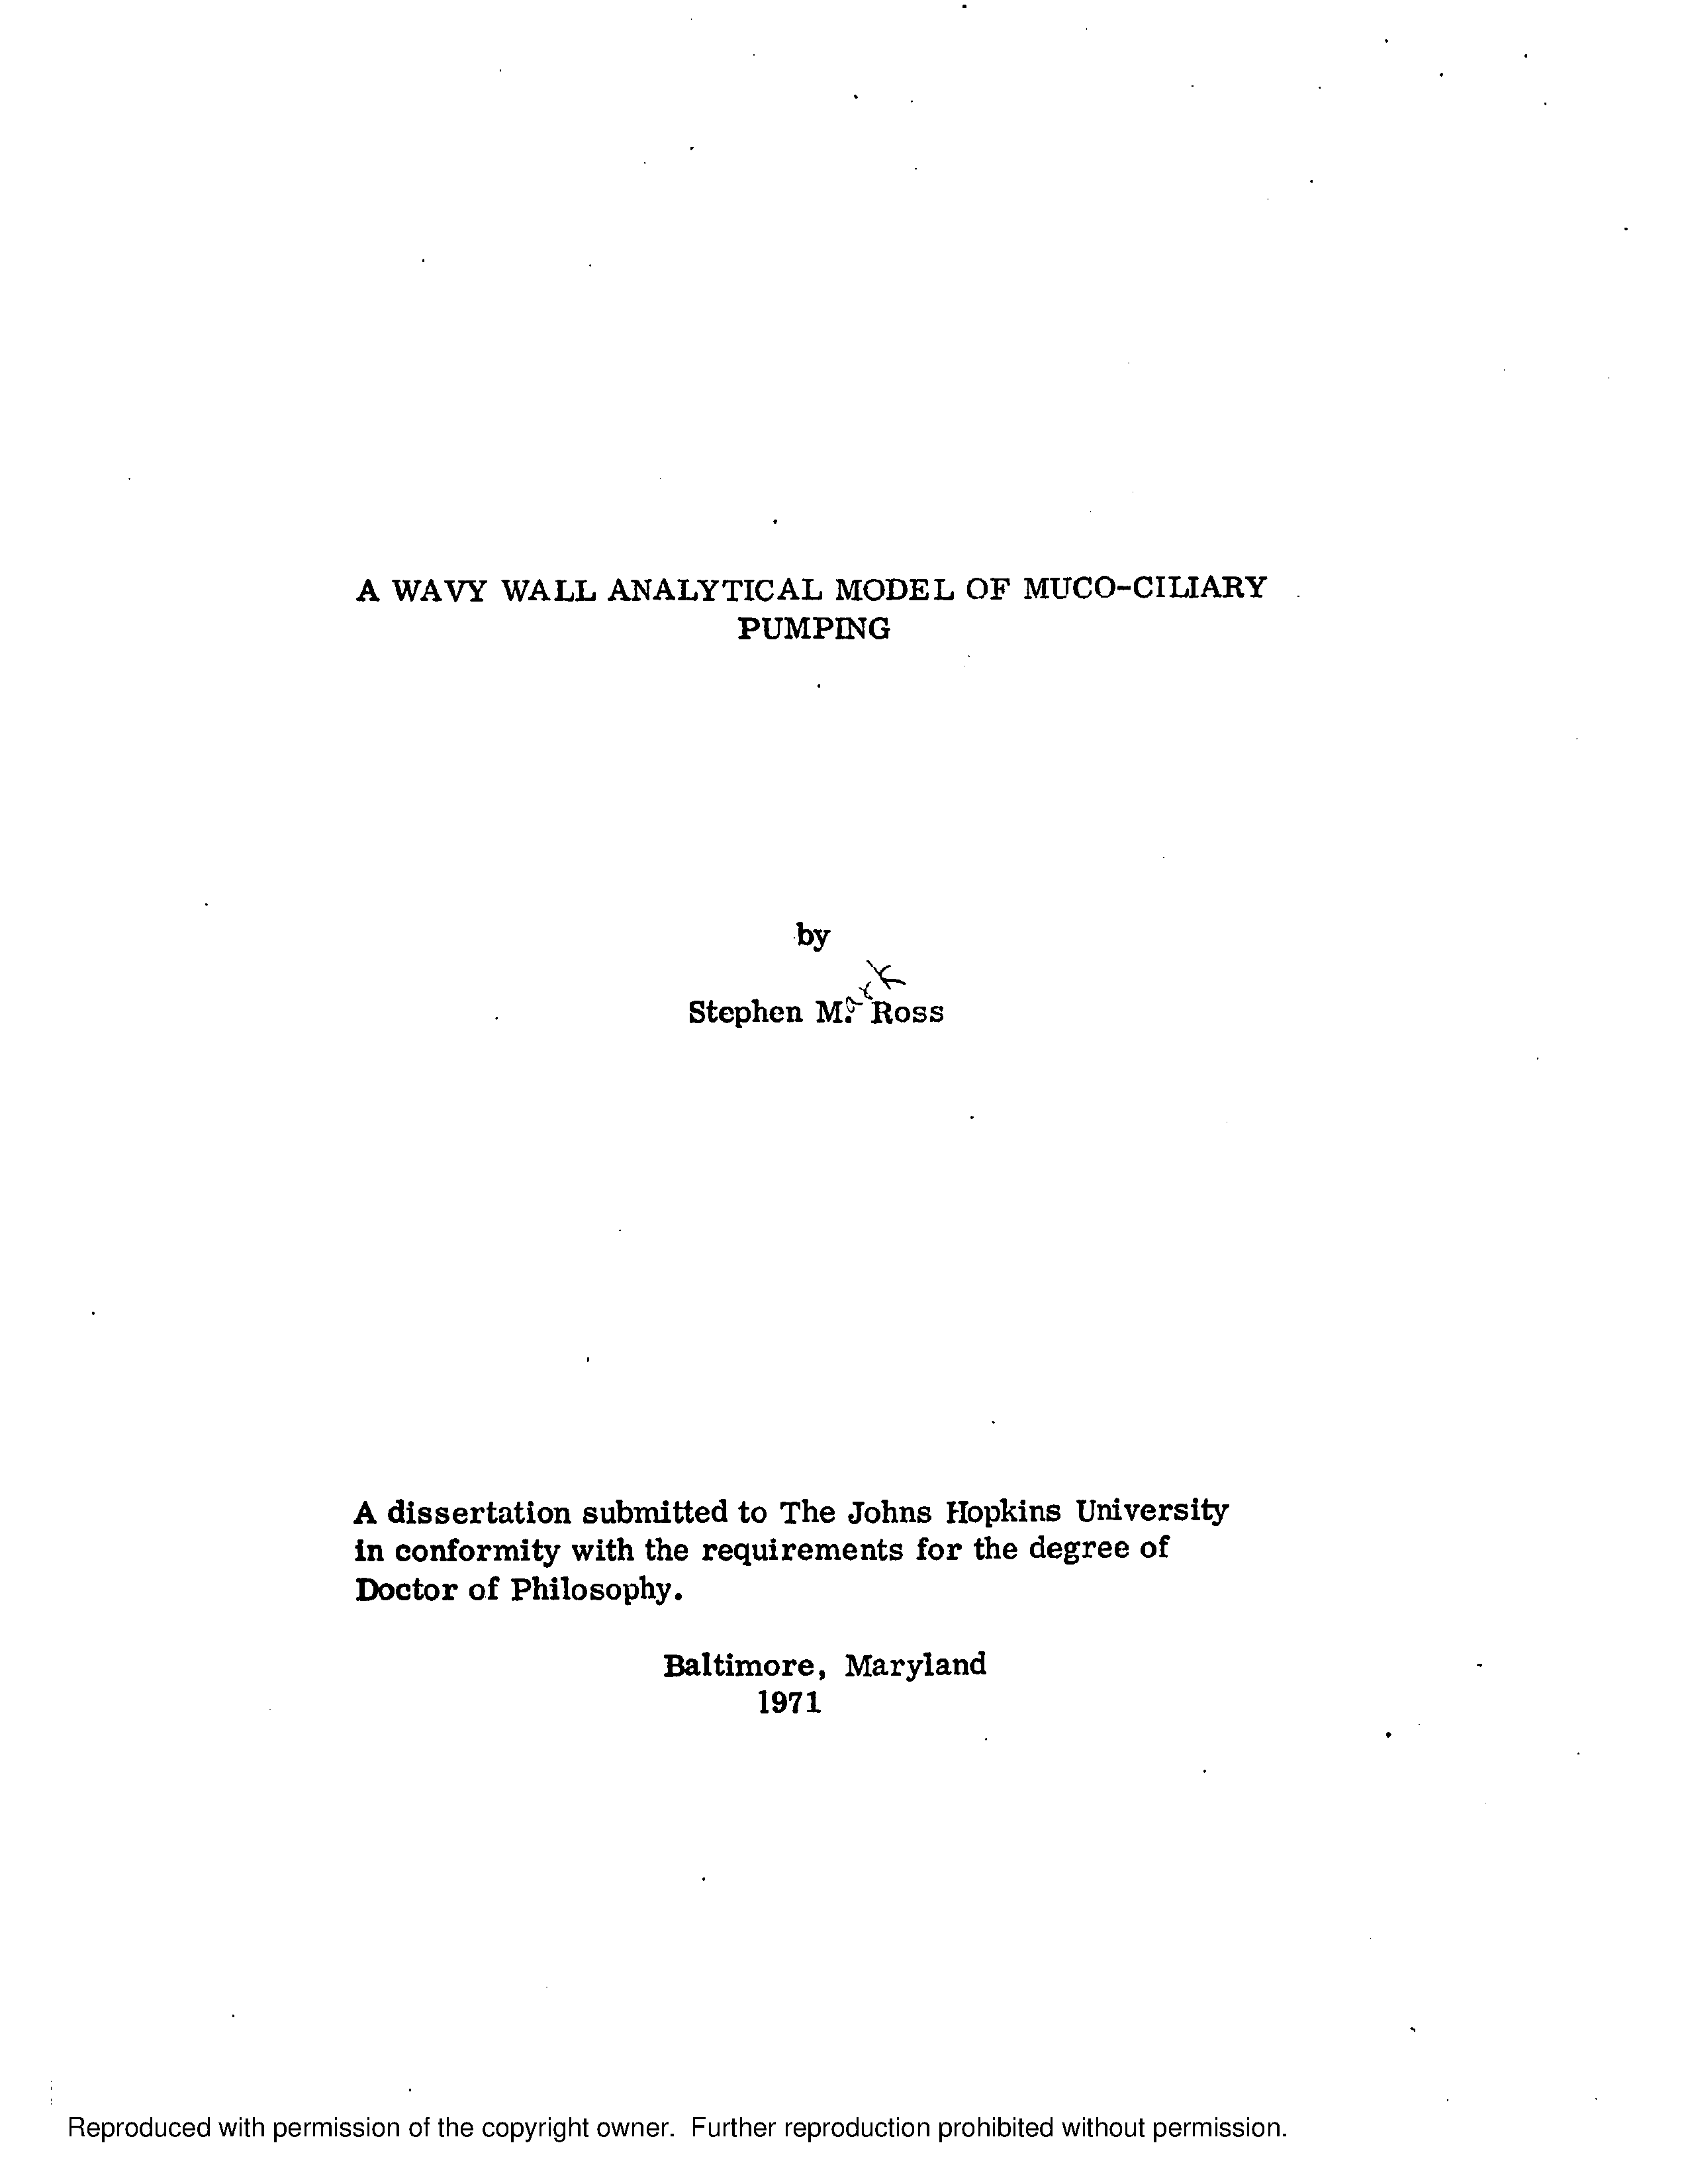 A WAVY WALL ANALYTICAL MODEL OF MUCO-CILIARY
PUMPING
by
Stephen M. Ross
A dissertation submitted to The Johns Hopkins University
in conformity with the requirements for the degree of
Doctor of Philosophy.
Baltimore, Maryland
1971
Reproduced with permission of the copyright owner. Further reproduction prohibited without permission.